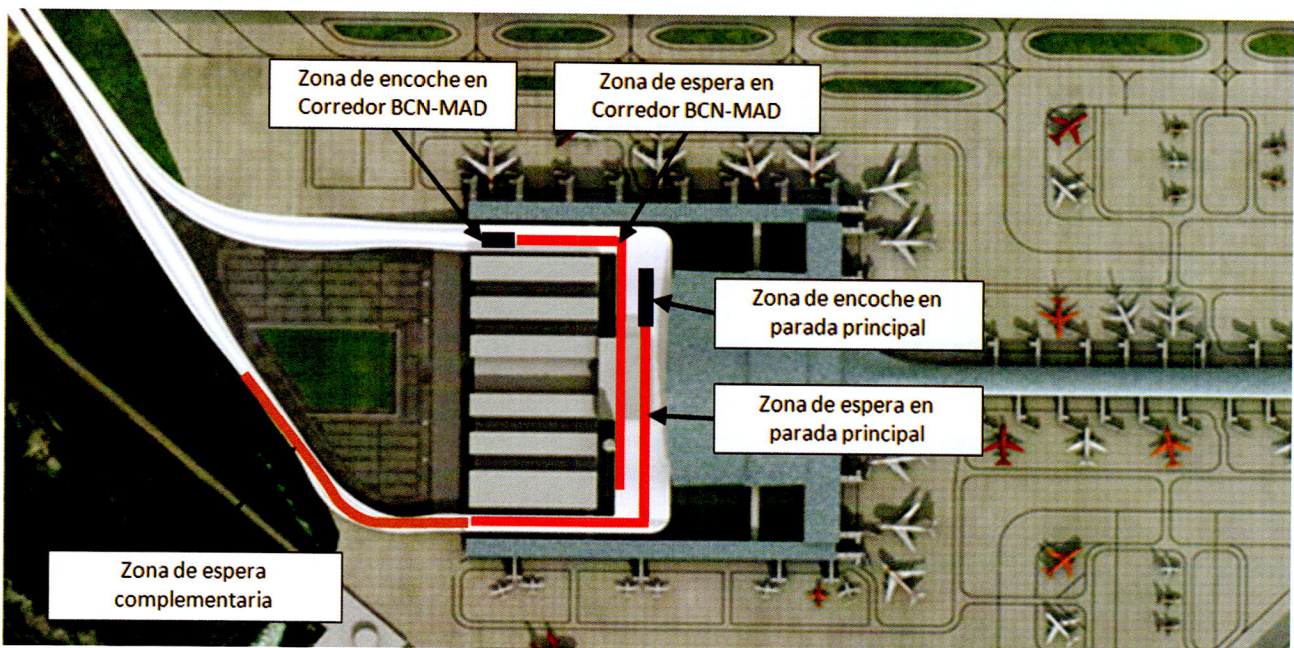 Zona de encoche en
Corredor BCN-MAD
Zona de espera en
Corredor BCN-MAD
Zona de encoche en
parada principal
Zona de espera en
parada principal
Zona de espera
complementaria